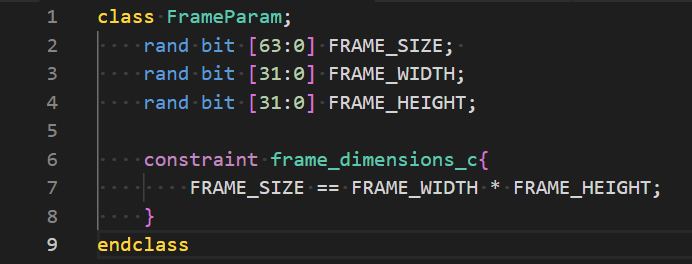 1 class FrameParam;
2 rand bit [63:0] FRAME_SIZE;
3 rand bit [31:0] FRAME_WIDTH;
4 rand bit [31:0] FRAME_HEIGHT;
5
6 constraint frame_dimensions_c{
7 FRAME_SIZE == FRAME_WIDTH * FRAME_HEIGHT;
8 }
9 endclass